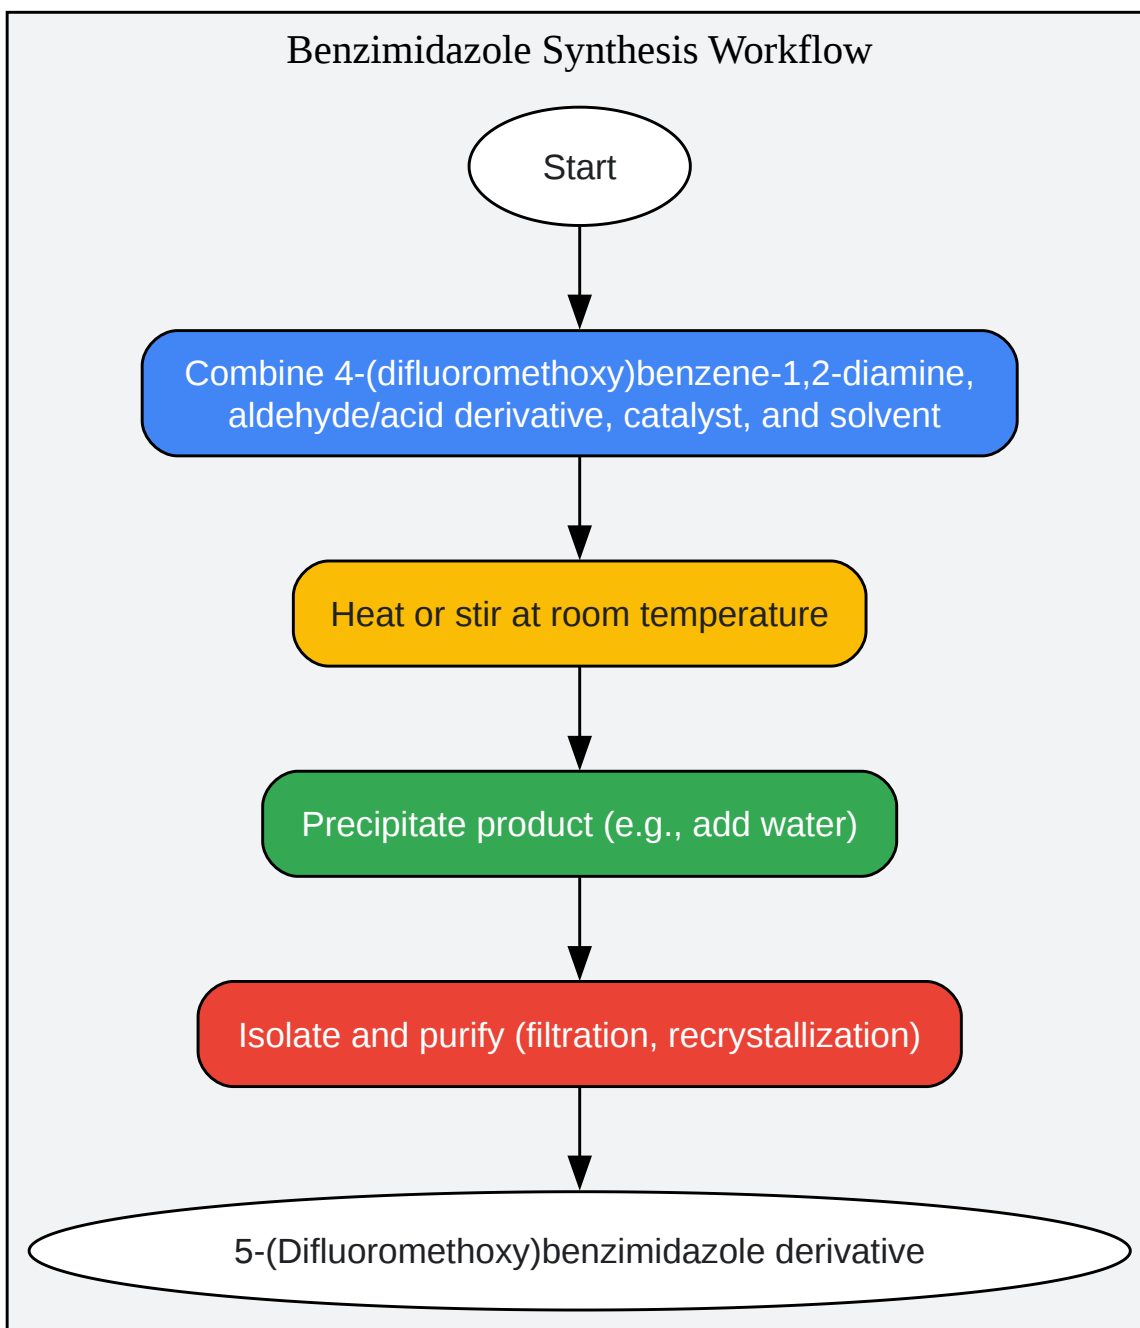 Benzimidazole Synthesis Workflow
Start
Combine 4-(difluoromethoxy)benzene-1,2-diamine,
aldehyde/acid derivative, catalyst, and solvent
Heat or stir at room temperature
Precipitate product (e.g., add water)
Isolate and purify (filtration, recrystallization)
5-(Difluoromethoxy)benzimidazole derivative